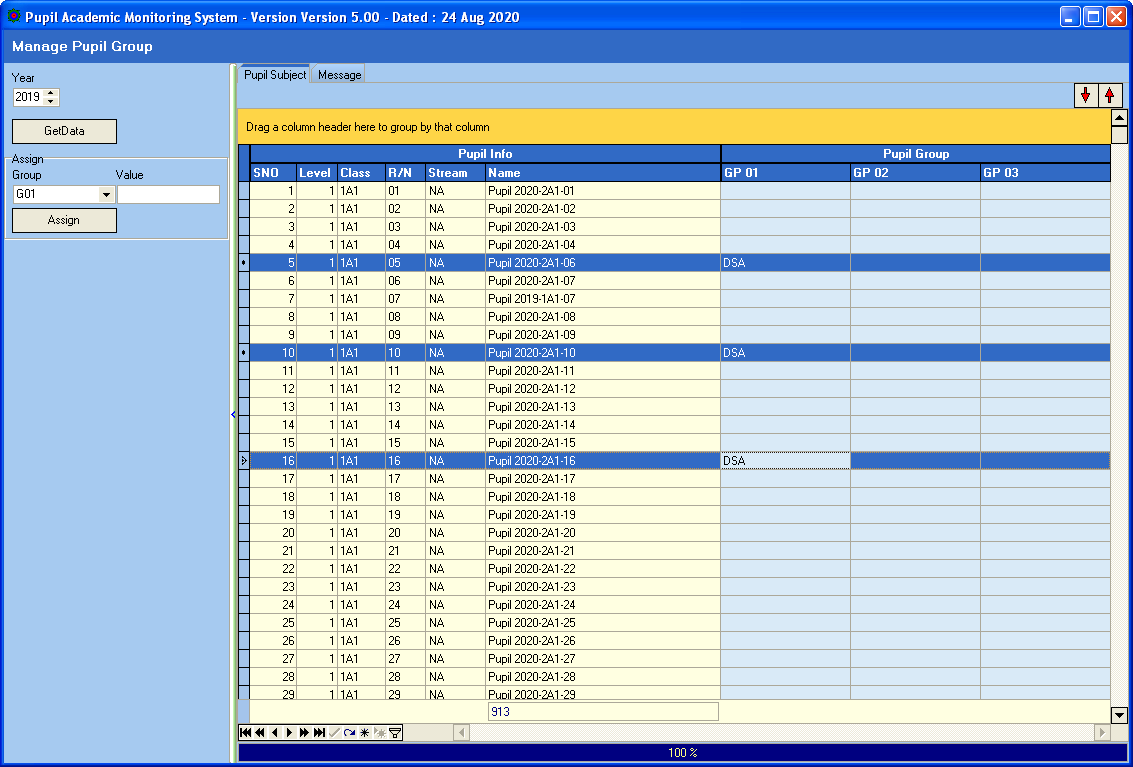 Pupil Academic Monitoring System - Version Version 5.00 - Dated : 24 Aug 2020
Manage Pupil Group
Year
2019
GetData
Assign
Group Value
G01
Assign
Pupil Subject Message
Drag a column header here to group by that column
Pupil Info Pupil Group
SNO Level Class R/N Stream Name GP 01 GP 02 GP 03
1 1 1A1 01 NA Pupil 2020-2A1-01
2 1 1A1 02 NA Pupil 2020-2A1-02
3 1 1A1 03 NA Pupil 2020-2A1-03
4 1 1A1 04 NA Pupil 2020-2A1-04
5 1 1A1 05 NA Pupil 2020-2A1-06 DSA
6 1 1A1 06 NA Pupil 2020-2A1-07
7 1 1A1 07 NA Pupil 2019-1A1-07
8 1 1A1 08 NA Pupil 2020-2A1-08
9 1 1A1 09 NA Pupil 2020-2A1-09
10 1 1A1 10 NA Pupil 2020-2A1-10 DSA
11 1 1A1 11 NA Pupil 2020-2A1-11
12 1 1A1 12 NA Pupil 2020-2A1-12
13 1 1A1 13 NA Pupil 2020-2A1-13
14 1 1A1 14 NA Pupil 2020-2A1-14
15 1 1A1 15 NA Pupil 2020-2A1-15
16 1 1A1 16 NA Pupil 2020-2A1-16 DSA
17 1 1A1 17 NA Pupil 2020-2A1-17
18 1 1A1 18 NA Pupil 2020-2A1-18
19 1 1A1 19 NA Pupil 2020-2A1-19
20 1 1A1 20 NA Pupil 2020-2A1-20
21 1 1A1 21 NA Pupil 2020-2A1-21
22 1 1A1 22 NA Pupil 2020-2A1-22
23 1 1A1 23 NA Pupil 2020-2A1-23
24 1 1A1 24 NA Pupil 2020-2A1-24
25 1 1A1 25 NA Pupil 2020-2A1-25
26 1 1A1 26 NA Pupil 2020-2A1-26
27 1 1A1 27 NA Pupil 2020-2A1-27
28 1 1A1 28 NA Pupil 2020-2A1-28
29 1 1A1 29 NA Pupil 2020-2A1-29
913
100 %